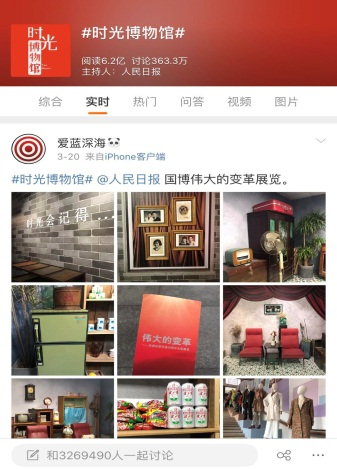 时光
博物馆
#时光博物馆#
阅读6.2亿 讨论363.3万
主持人：人民日报
综合 实时 热门 问答 视频 图片
爱蓝深海🐼
3-20 来自iPhone客户端
#时光博物馆# @人民日报 国博伟大的变革展览。
时光会记得…
伟大的变革
和3269490人一起讨论